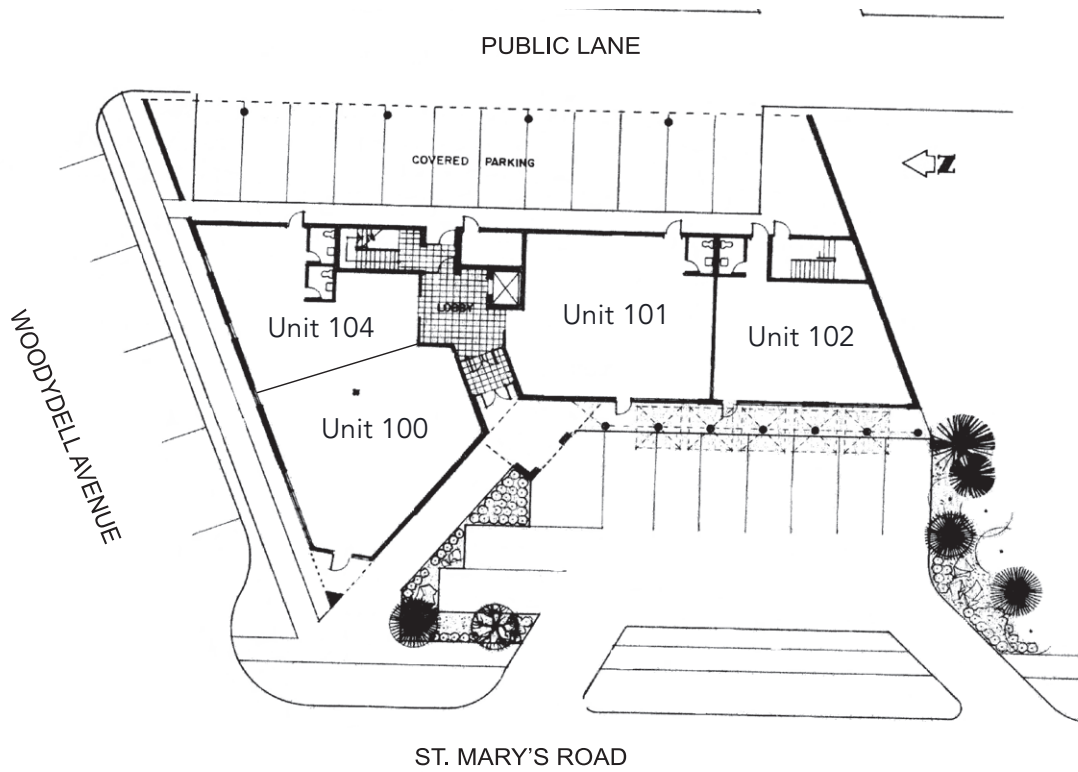 PUBLIC LANE
COVERED PARKING
N
LOBBY
Unit 101
Unit 104
Unit 102
Unit 100
WOODYDELL AVENUE
ST. MARY'S ROAD